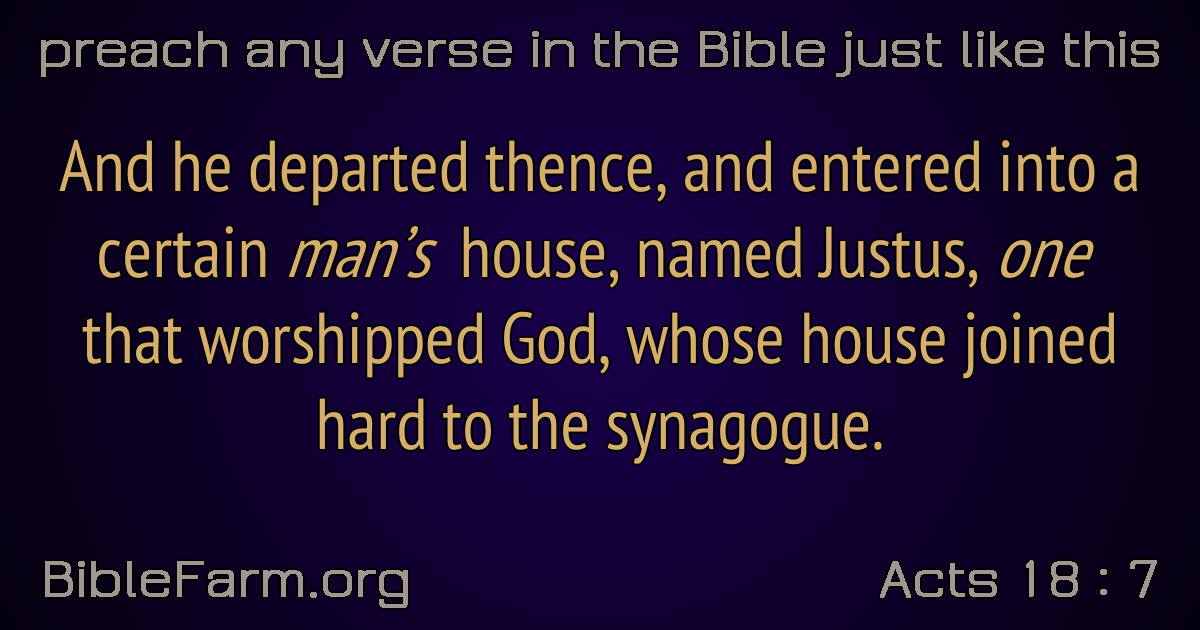 preach any verse in the Bible just like this
And he departed thence, and entered into a
certain man’s house, named Justus, one
that worshipped God, whose house joined
hard to the synagogue.
BibleFarm.org
Acts 18 : 7